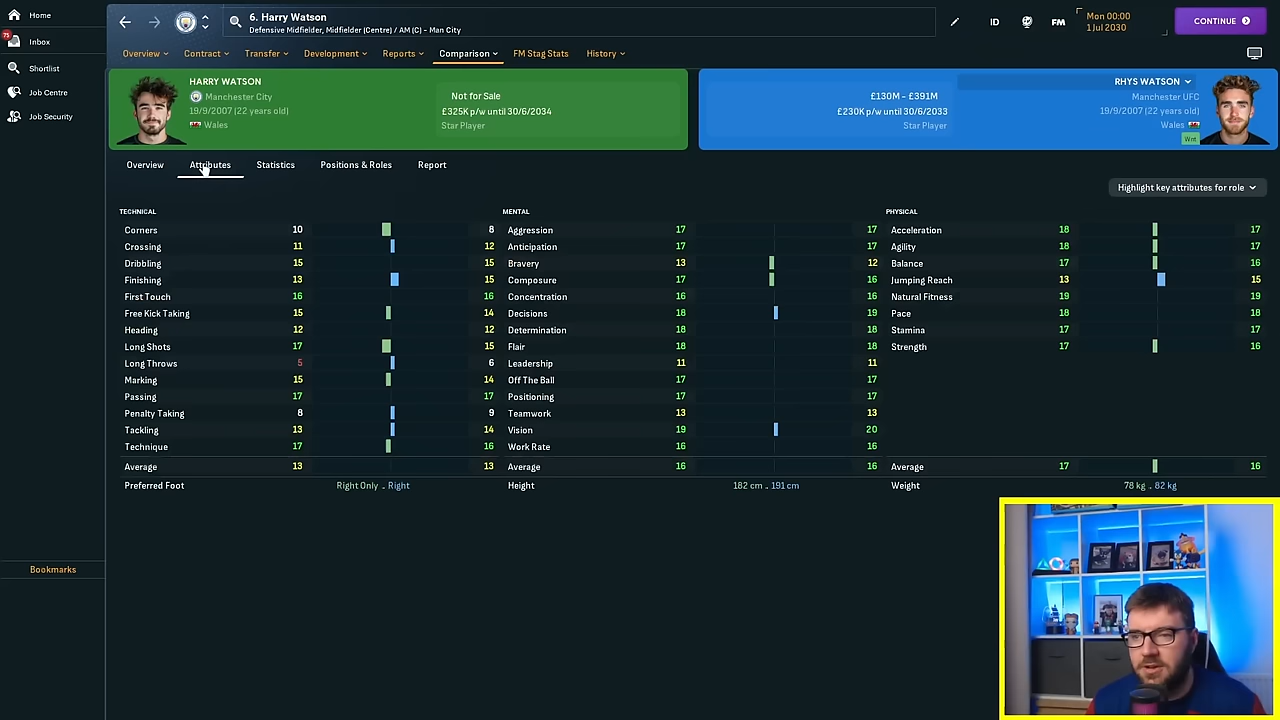 Home
75
Inbox
Shortlist
Job Centre
Job Security
Bookmarks
6. Harry Watson
Defensive Midfielder, Midfielder (Centre) / AM (C) - Man City
ID
FM
Mon 00:00
1 Jul 2030
CONTINUE
Overview Contract Transfer Development Reports Comparison FM Stag Stats History
HARRY WATSON
Manchester City
19/9/2007 (22 years old)
Wales
Not for Sale
£325K p/w until 30/6/2034
Star Player
£130M - £391M
£230K p/w until 30/6/2033
Star Player
RHYS WATSON
Manchester UFC
19/9/2007 (22 years old)
Wales
Wnt
Overview Attributes Statistics Positions & Roles Report
Highlight key attributes for role
TECHNICAL
Corners 10 8
Crossing 11 12
Dribbling 15 15
Finishing 13 15
First Touch 16 16
Free Kick Taking 15 14
Heading 12 12
Long Shots 17 15
Long Throws 5 6
Marking 15 14
Passing 17 17
Penalty Taking 8 9
Tackling 13 14
Technique 17 16
Average 13 13
Preferred Foot Right Only .. Right
MENTAL
Aggression 17 17
Anticipation 17 17
Bravery 13 12
Composure 17 16
Concentration 16 16
Decisions 18 19
Determination 18 18
Flair 18 18
Leadership 11 11
Off The Ball 17 17
Positioning 17 17
Teamwork 13 13
Vision 19 20
Work Rate 16 16
Average 16 16
Height 182 cm .. 191 cm
PHYSICAL
Acceleration 18 17
Agility 18 17
Balance 17 16
Jumping Reach 13 15
Natural Fitness 19 19
Pace 18 18
Stamina 17 17
Strength 17 16
Average 17 16
Weight 78 kg .. 82 kg